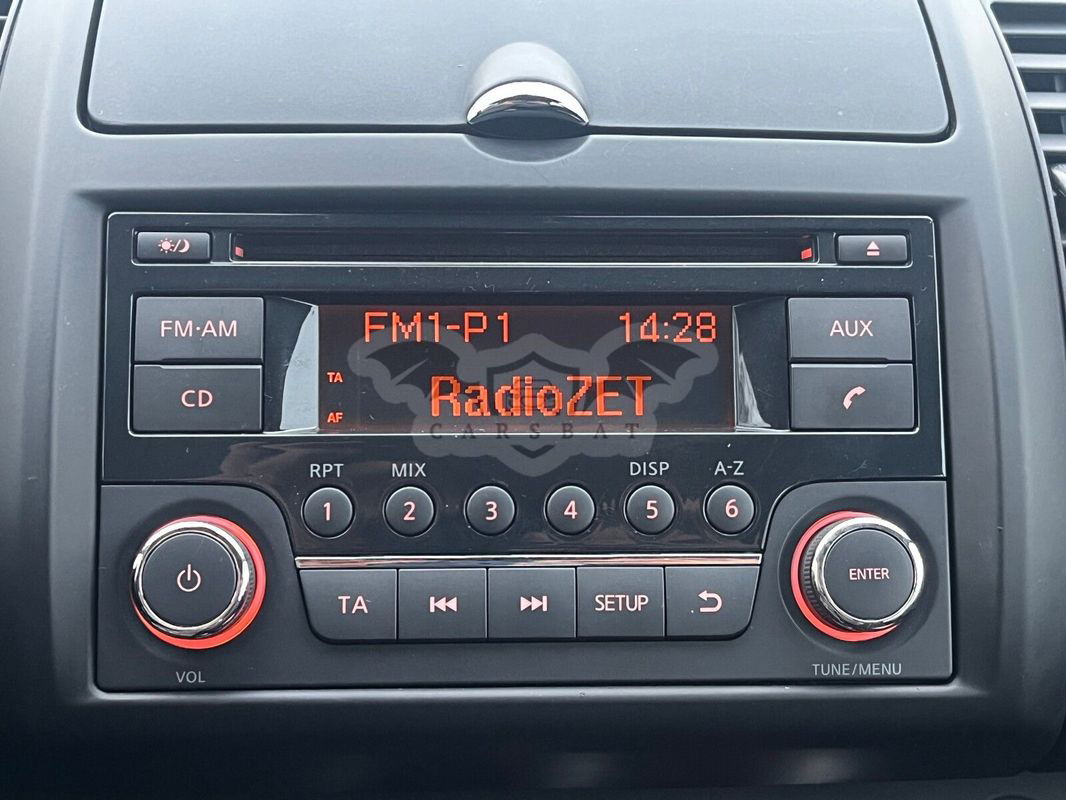 FM·AM
CD
FM1-P1 14:28
TA
RadioZET
AF
CARSBAT
AUX
RPT MIX DISP A-Z
1 2 3 4 5 6
TA SETUP
VOL
ENTER
TUNE/MENU